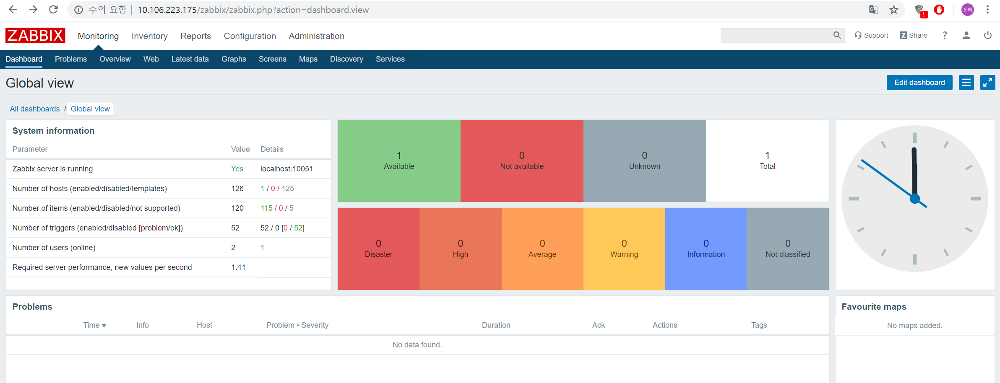 주의 요함 | 10.106.223.175/zabbix/zabbix.php?action=dashboard.view
신혜
ZABBIX Monitoring Inventory Reports Configuration Administration Z Support Z Share ?
Dashboard Problems Overview Web Latest data Graphs Screens Maps Discovery Services
Global view
Edit dashboard
All dashboards / Global view
System information
Parameter Value Details
Zabbix server is running Yes localhost:10051
Number of hosts (enabled/disabled/templates) 126 1 / 0 / 125
Number of items (enabled/disabled/not supported) 120 115 / 0 / 5
Number of triggers (enabled/disabled [problem/ok]) 52 52 / 0 [0 / 52]
Number of users (online) 2 1
Required server performance, new values per second 1.41
1 0 0 1
Available Not available Unknown Total
0 0 0 0 0 0
Disaster High Average Warning Information Not classified
Problems
Time Info Host Problem • Severity Duration Ack Actions Tags
No data found.
Favourite maps
No maps added.